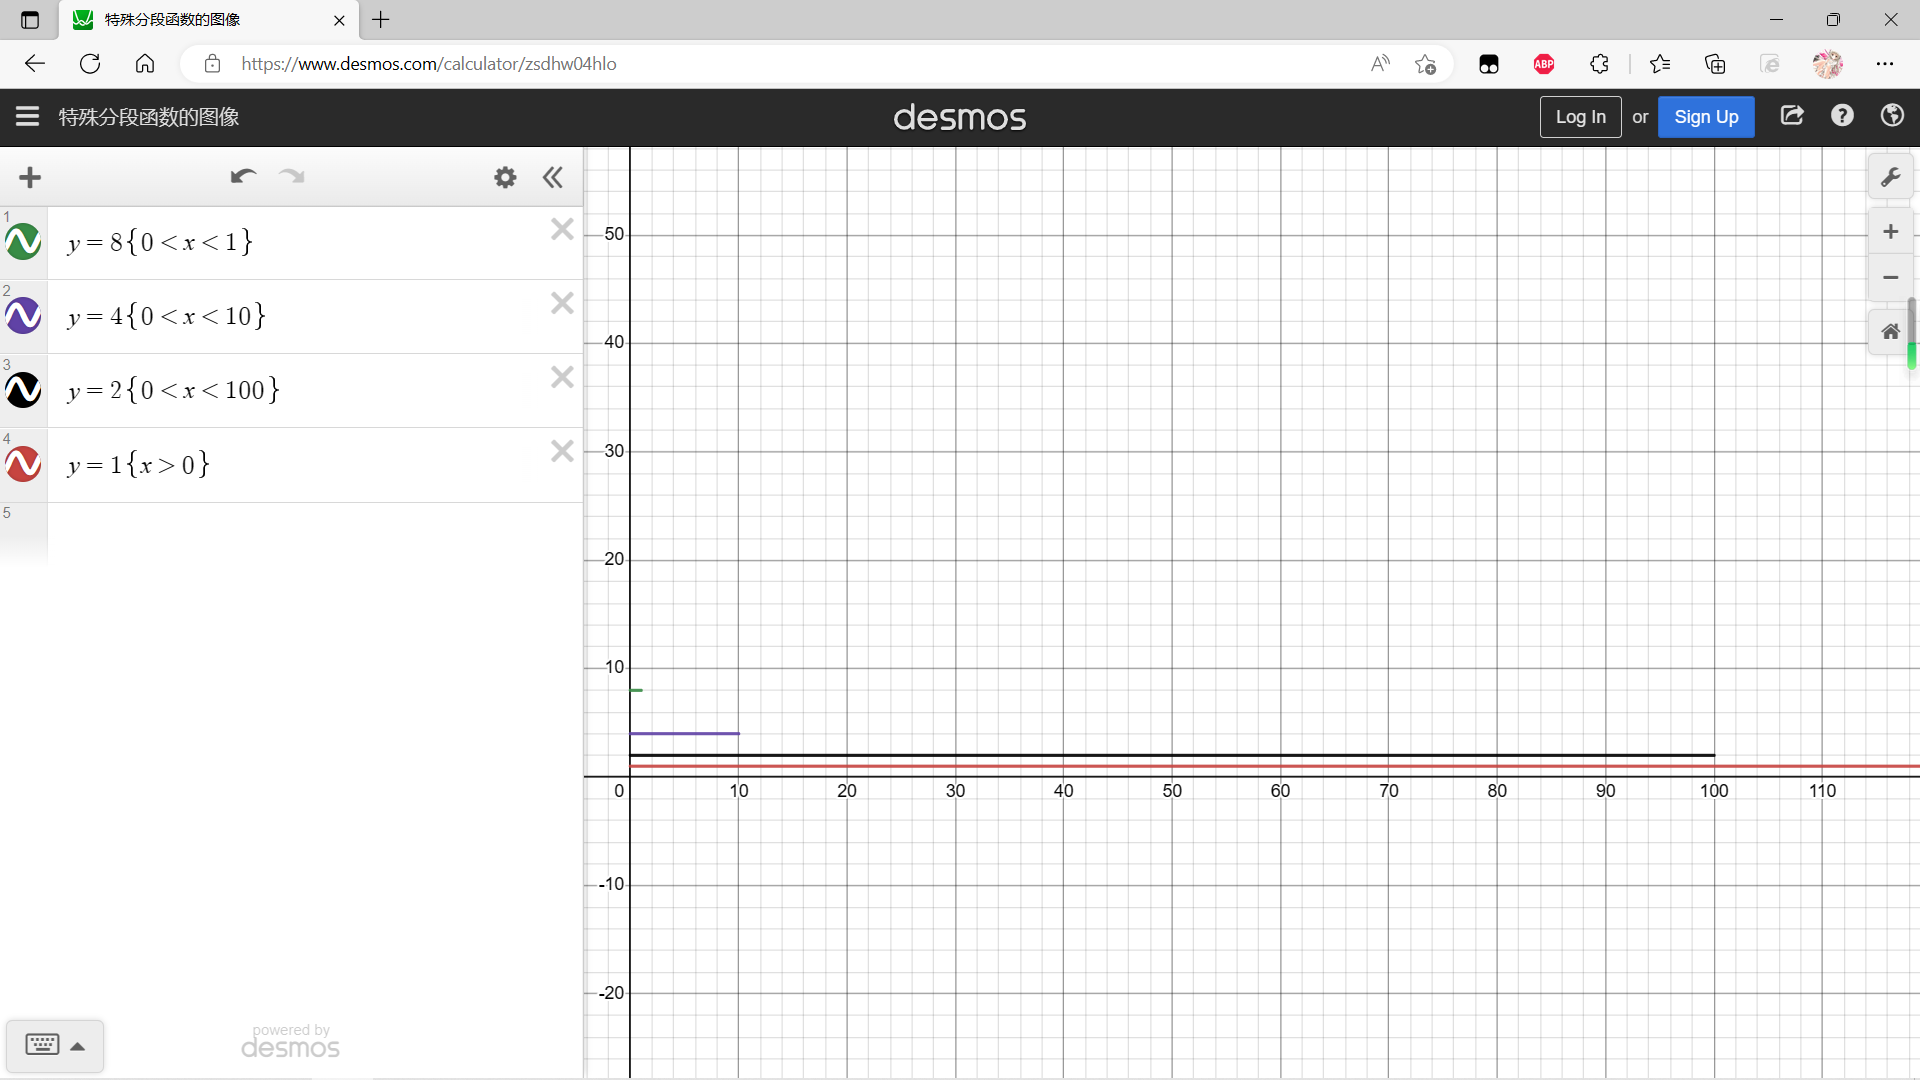 特殊分段函数的图像
https://www.desmos.com/calculator/zsdhw04hlo
ABP
特殊分段函数的图像
desmos
Log In or Sign Up
1
y = 8{0 < x < 1}
2
y = 4{0 < x < 10}
3
y = 2{0 < x < 100}
4
y = 1{x > 0}
5
powered by
desmos
50
40
30
20
10
0 10 20 30 40 50 60 70 80 90 100 110
-10
-20